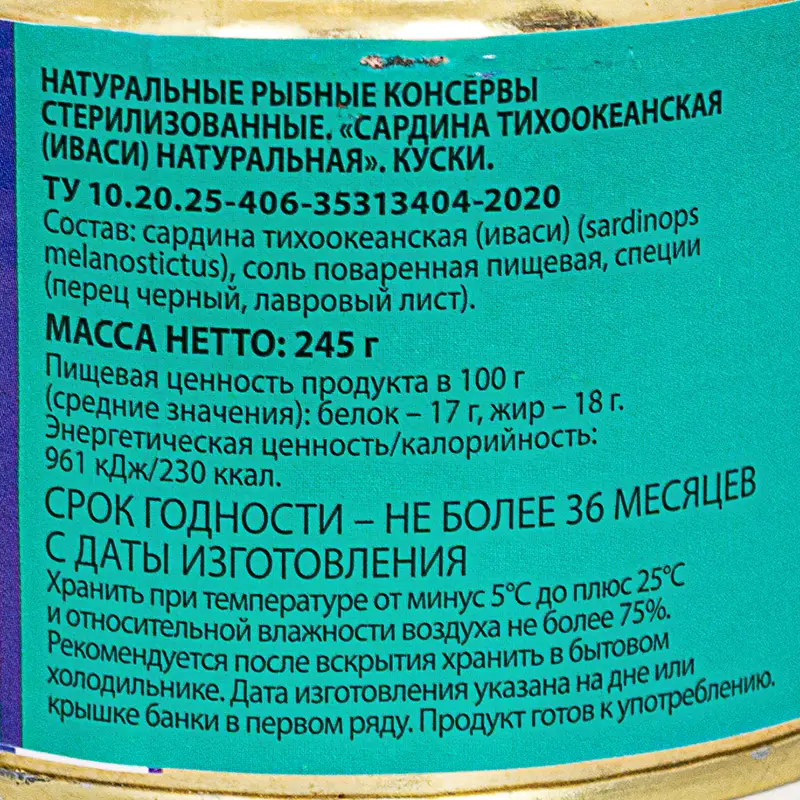 НАТУРАЛЬНЫЕ РЫБНЫЕ КОНСЕРВЫ
СТЕРИЛИЗОВАННЫЕ. «САРДИНА ТИХООКЕАНСКАЯ
(ИВАСИ) НАТУРАЛЬНАЯ». КУСКИ.
ТУ 10.20.25-406-35313404-2020
Состав: сардина тихоокеанская (иваси) (sardinops
melanostictus), соль поваренная пищевая, специи
(перец черный, лавровый лист).
МАССА НЕТТО: 245 г
Пищевая ценность продукта в 100 г
(средние значения): белок – 17 г, жир – 18 г.
Энергетическая ценность/калорийность:
961 кДж/230 ккал.
СРОК ГОДНОСТИ – НЕ БОЛЕЕ 36 МЕСЯЦЕВ
С ДАТЫ ИЗГОТОВЛЕНИЯ
Хранить при температуре от минус 5°С до плюс 25°С
и относительной влажности воздуха не более 75%.
Рекомендуется после вскрытия хранить в бытовом
холодильнике. Дата изготовления указана на дне или
крышке банки в первом ряду. Продукт готов к употреблению.